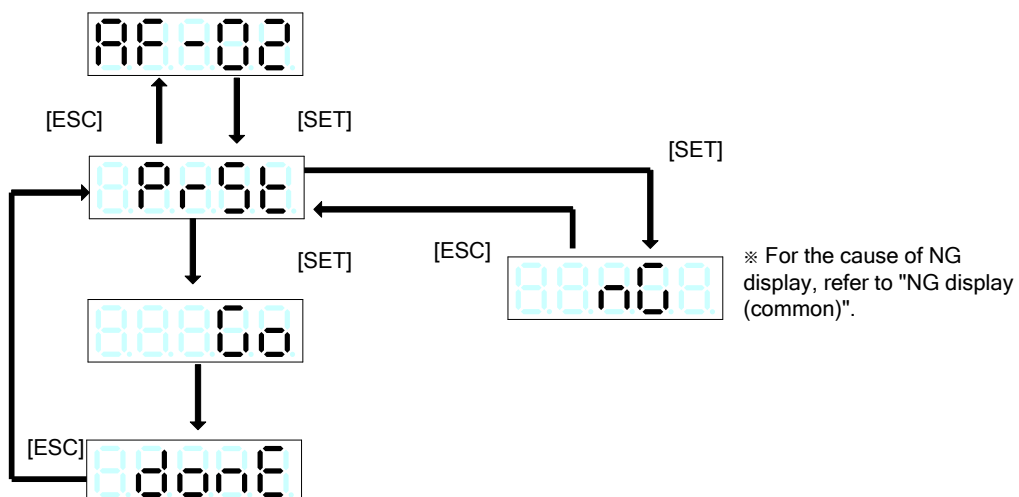 AF-02
[ESC]
[SET]
[SET]
PrSt
[ESC]
[SET]
nG
※ For the cause of NG
display, refer to "NG display
(common)".
Go
[ESC]
donE